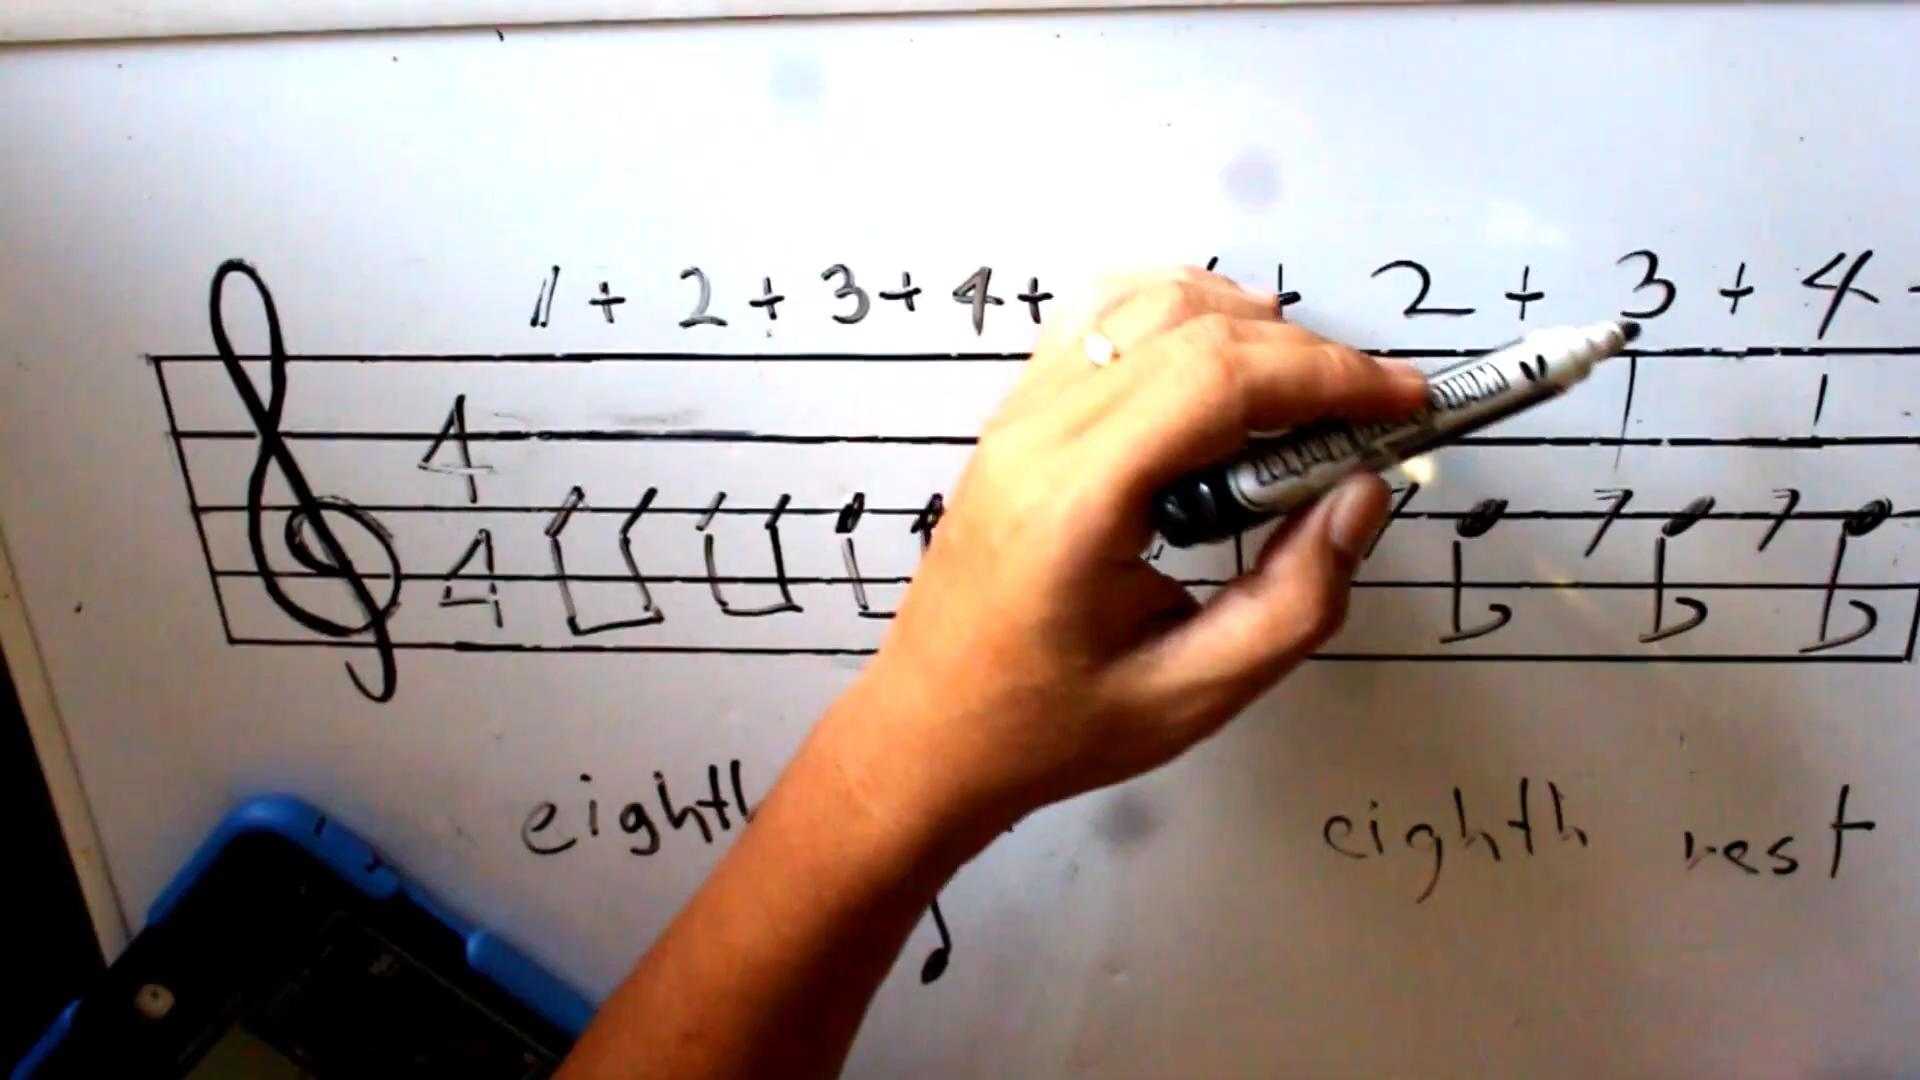 1 + 2 + 3 + 4 + + 2 + 3 + 4
4
4
eighth eighth rest